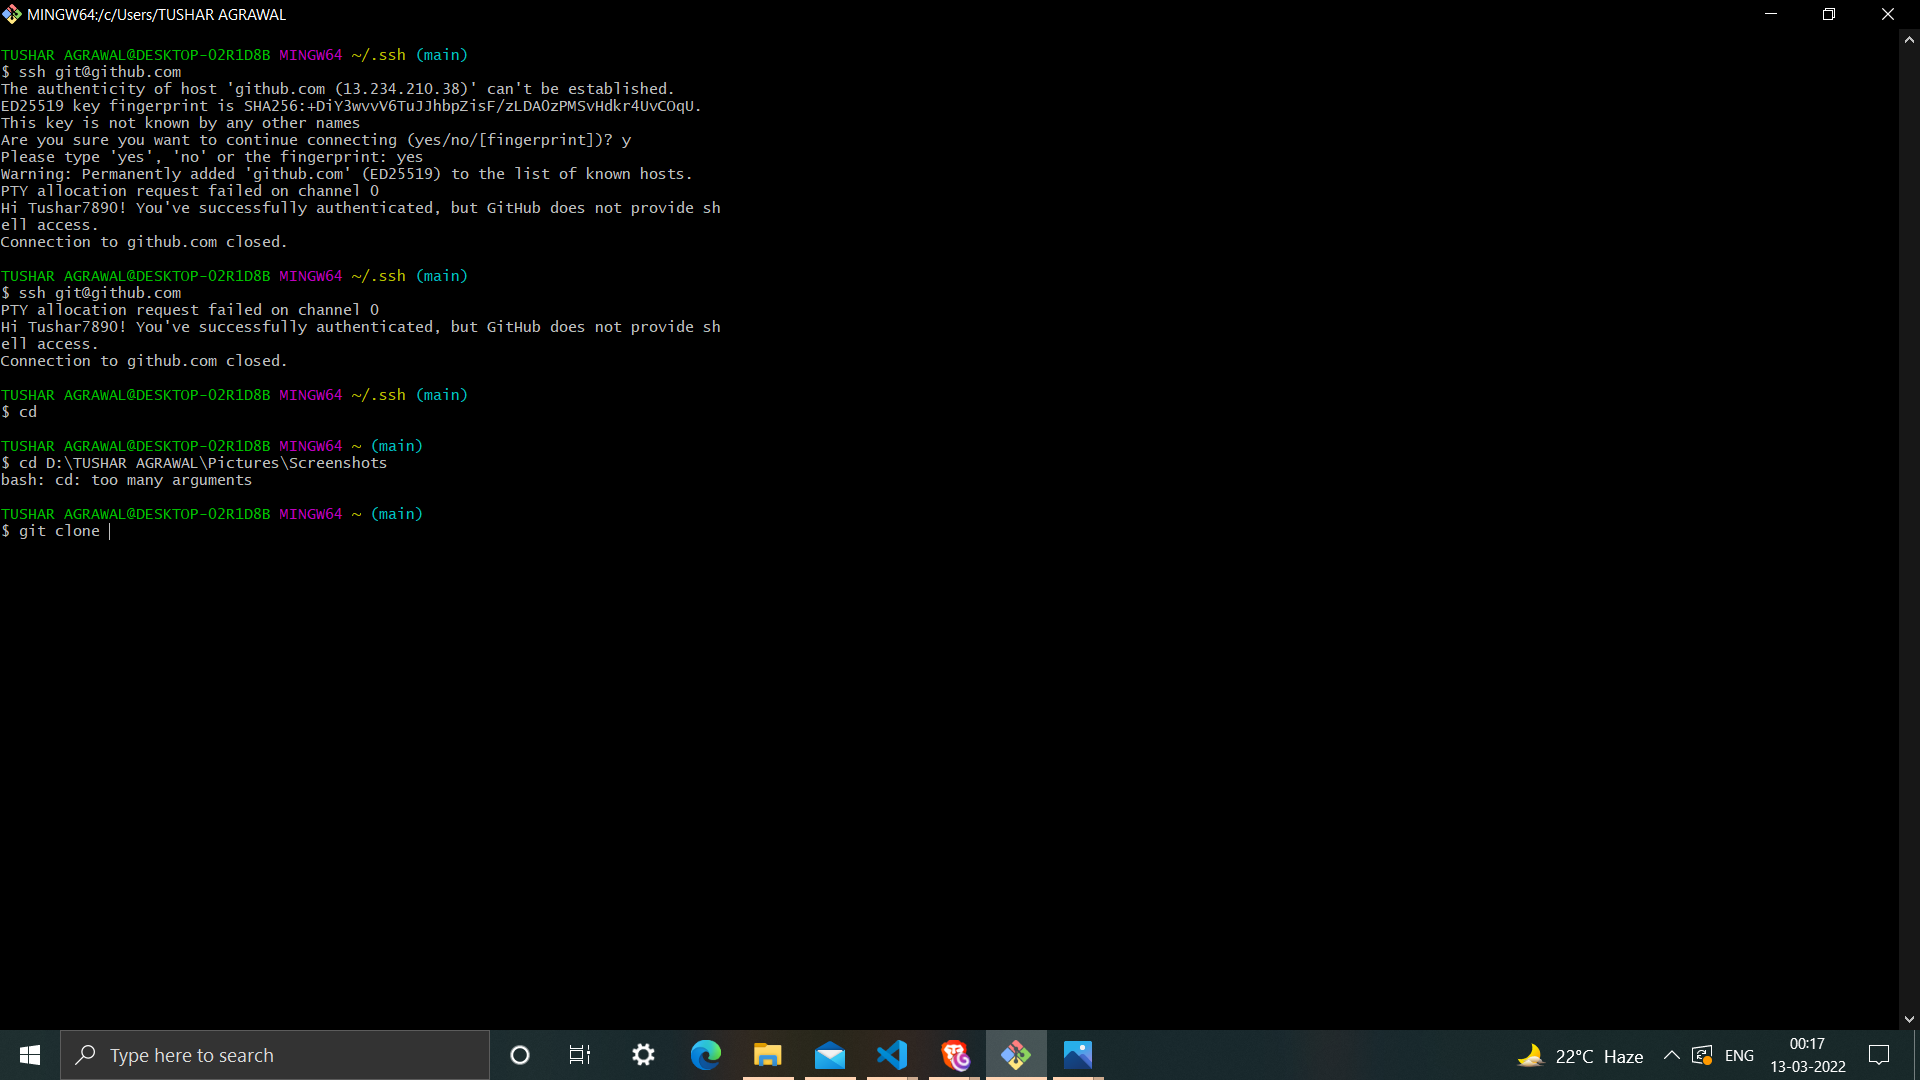 MINGW64:/c/Users/TUSHAR AGRAWAL
TUSHAR AGRAWAL@DESKTOP-O2R1D8B MINGW64 ~/.ssh (main)
$ ssh git@github.com
The authenticity of host 'github.com (13.234.210.38)' can't be established.
ED25519 key fingerprint is SHA256:+DiY3wvvV6TuJJhbpZisF/zLDA0zPMSvHdkr4UvCOqU.
This key is not known by any other names
Are you sure you want to continue connecting (yes/no/[fingerprint])? y
Please type 'yes', 'no' or the fingerprint: yes
Warning: Permanently added 'github.com' (ED25519) to the list of known hosts.
PTY allocation request failed on channel 0
Hi Tushar7890! You've successfully authenticated, but GitHub does not provide sh
ell access.
Connection to github.com closed.
TUSHAR AGRAWAL@DESKTOP-O2R1D8B MINGW64 ~/.ssh (main)
$ ssh git@github.com
PTY allocation request failed on channel 0
Hi Tushar7890! You've successfully authenticated, but GitHub does not provide sh
ell access.
Connection to github.com closed.
TUSHAR AGRAWAL@DESKTOP-O2R1D8B MINGW64 ~/.ssh (main)
$ cd
TUSHAR AGRAWAL@DESKTOP-O2R1D8B MINGW64 ~ (main)
$ cd D:\TUSHAR AGRAWAL\Pictures\Screenshots
bash: cd: too many arguments
TUSHAR AGRAWAL@DESKTOP-O2R1D8B MINGW64 ~ (main)
$ git clone
Type here to search
22°C Haze
ENG
00:17
13-03-2022